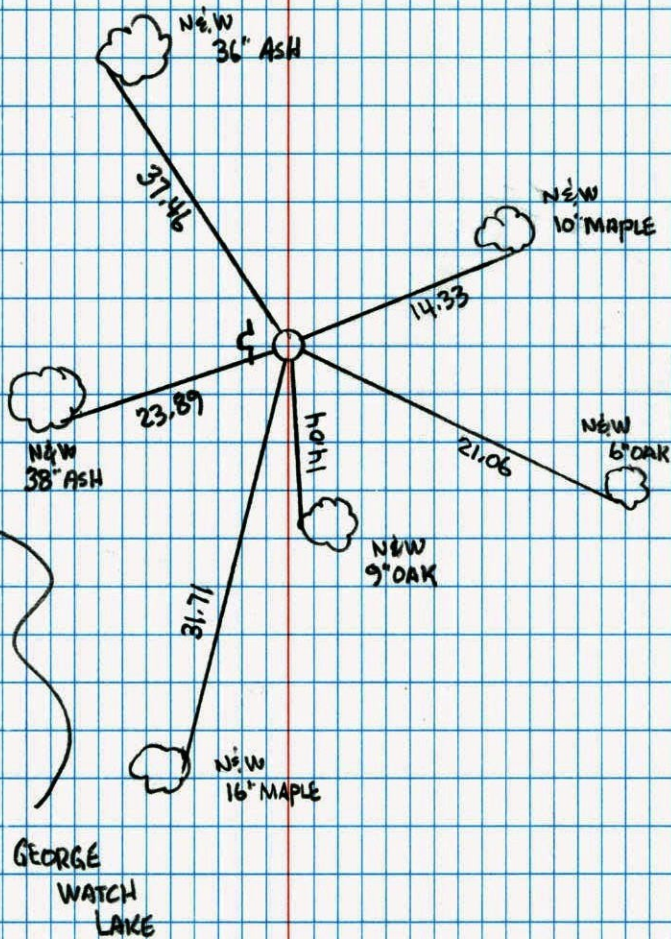 N&W
36" ASH
37.46
N&W
10" MAPLE
14.33
23.89
N&W
38" ASH
14.04
21.06
N&W
6" OAK
N&W
9" OAK
31.71
N&W
16" MAPLE
GEORGE
WATCH
LAKE